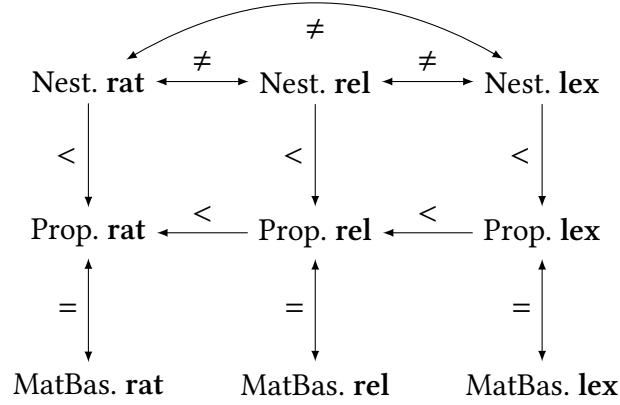 ≠
≠ ≠
Nest. rat Nest. rel Nest. lex
< < <
< <
Prop. rat Prop. rel Prop. lex
= = =
MatBas. rat MatBas. rel MatBas. lex